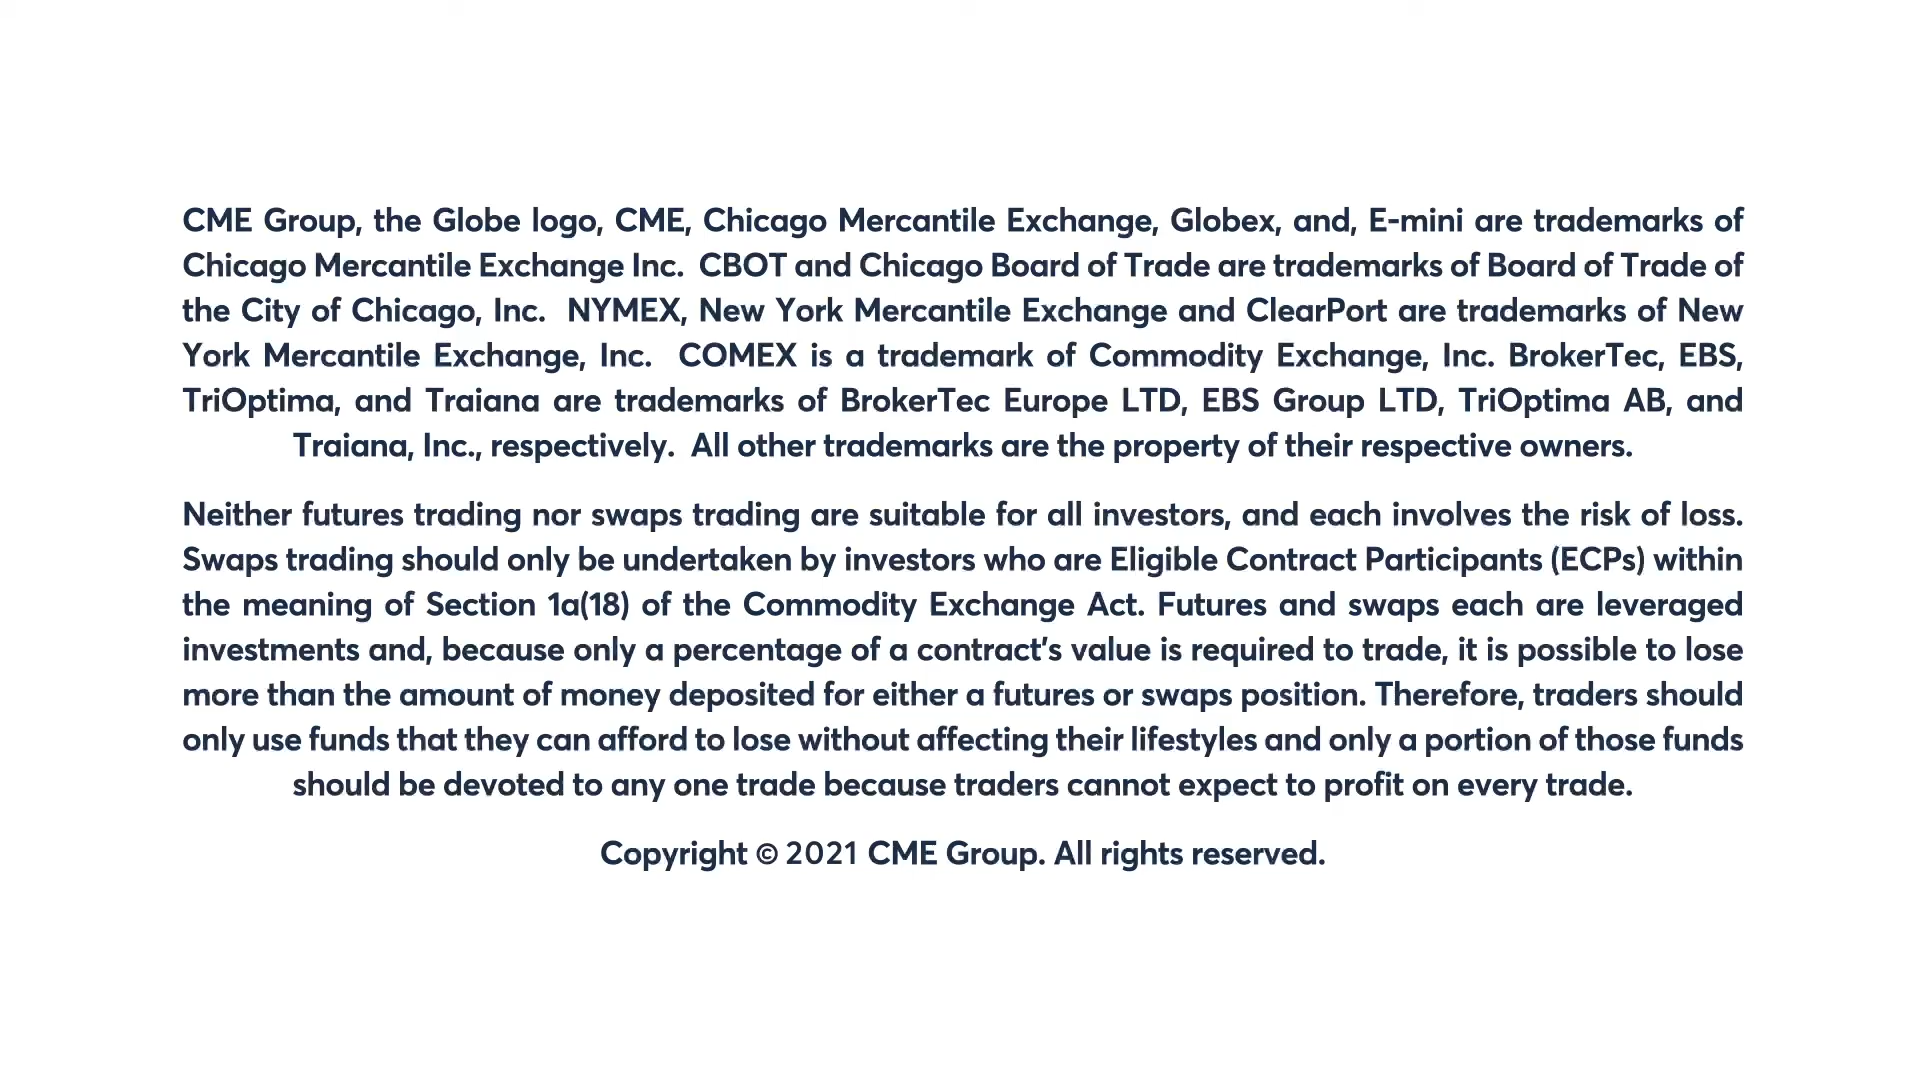 CME Group, the Globe logo, CME, Chicago Mercantile Exchange, Globex, and, E-mini are trademarks of
Chicago Mercantile Exchange Inc.  CBOT and Chicago Board of Trade are trademarks of Board of Trade of
the City of Chicago, Inc.  NYMEX, New York Mercantile Exchange and ClearPort are trademarks of New
York Mercantile Exchange, Inc.  COMEX is a trademark of Commodity Exchange, Inc. BrokerTec, EBS,
TriOptima, and Traiana are trademarks of BrokerTec Europe LTD, EBS Group LTD, TriOptima AB, and
Traiana, Inc., respectively.  All other trademarks are the property of their respective owners.
Neither futures trading nor swaps trading are suitable for all investors, and each involves the risk of loss.
Swaps trading should only be undertaken by investors who are Eligible Contract Participants (ECPs) within
the meaning of Section 1a(18) of the Commodity Exchange Act. Futures and swaps each are leveraged
investments and, because only a percentage of a contract's value is required to trade, it is possible to lose
more than the amount of money deposited for either a futures or swaps position. Therefore, traders should
only use funds that they can afford to lose without affecting their lifestyles and only a portion of those funds
should be devoted to any one trade because traders cannot expect to profit on every trade.
Copyright © 2021 CME Group. All rights reserved.